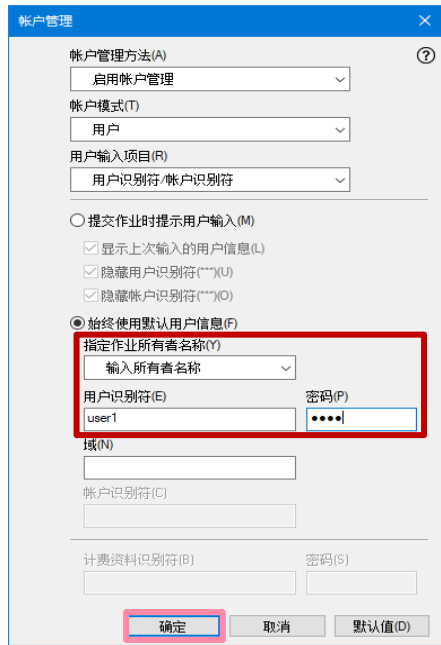 帐户管理
帐户管理方法(A)
启用帐户管理
帐户模式(T)
用户
用户输入项目(R)
用户识别符/帐户识别符
提交作业时提示用户输入(M)
显示上次输入的用户信息(L)
隐藏用户识别符(***)(U)
隐藏帐户识别符(***)(O)
始终使用默认用户信息(F)
指定作业所有者名称(Y)
输入所有者名称
用户识别符(E) 密码(P)
user1 ●●●●
域(N)
帐户识别符(C)
计费资料识别符(B) 密码(S)
确定 取消 默认值(D)